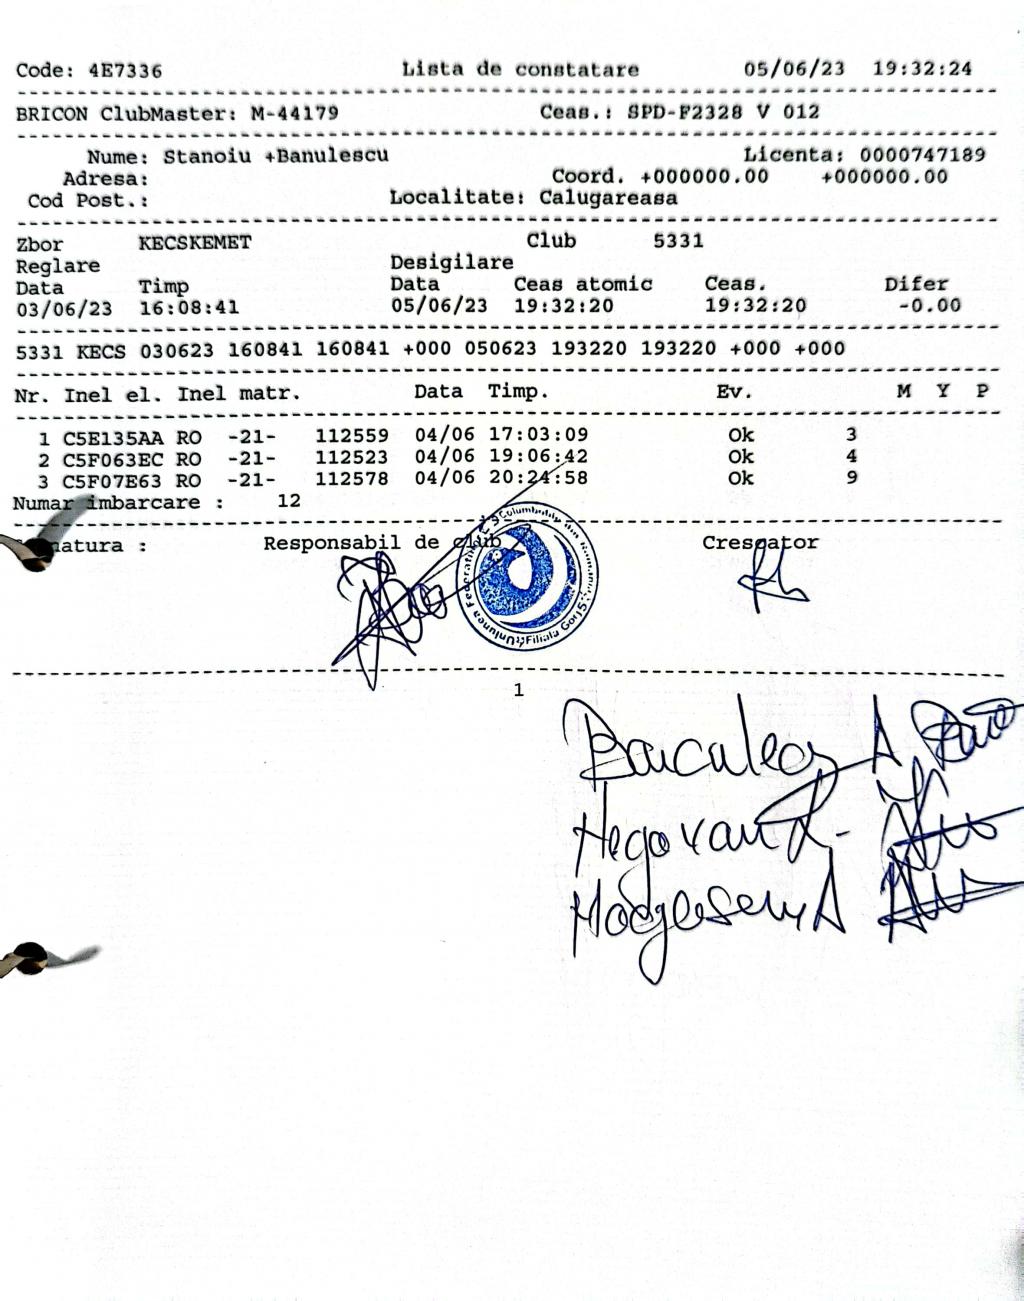 Code: 4E7336 Lista de constatare 05/06/23 19:32:24
BRICON ClubMaster: M-44179 Ceas.: SPD-F2328 V 012
Nume: Stanoiu +Banulescu Licenta: 0000747189
Adresa: Coord. +000000.00 +000000.00
Cod Post.: Localitate: Calugareasa
Zbor KECSKEMET Club 5331
Reglare Desigilare
Data Timp Data Ceas atomic Ceas. Difer
03/06/23 16:08:41 05/06/23 19:32:20 19:32:20 -0.00
5331 KECS 030623 160841 160841 +000 050623 193220 193220 +000 +000
Nr. Inel el. Inel matr. Data Timp. Ev. M Y P
1 C5E135AA RO -21- 112559 04/06 17:03:09 Ok 3
2 C5F063EC RO -21- 112523 04/06 19:06:42 Ok 4
3 C5F07E63 RO -21- 112578 04/06 20:24:58 Ok 9
Numar imbarcare : 12
natura : Responsabil de club Crescator
Filiala Gorj
1